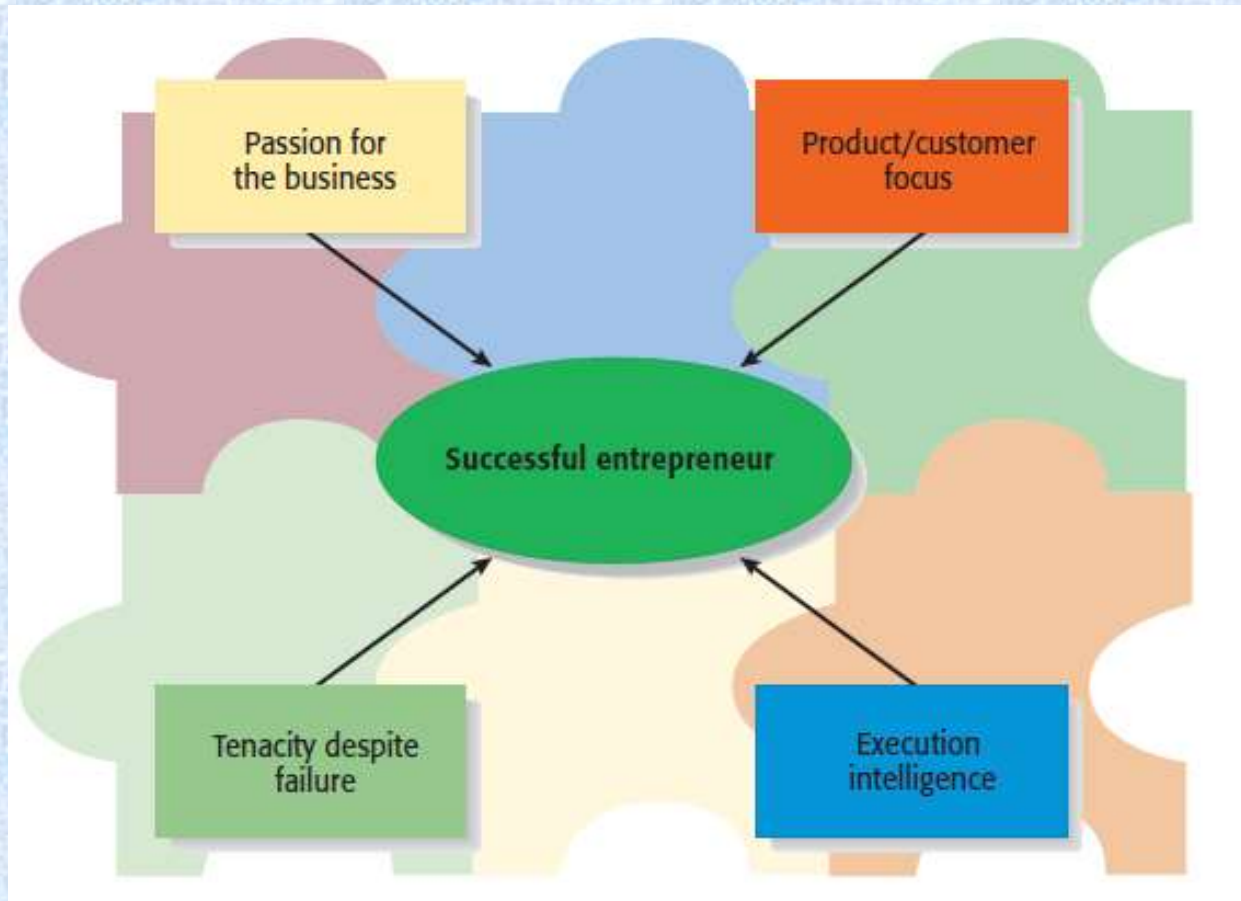 Passion for
the business
Product/customer
focus
Successful entrepreneur
Tenacity despite
failure
Execution
intelligence